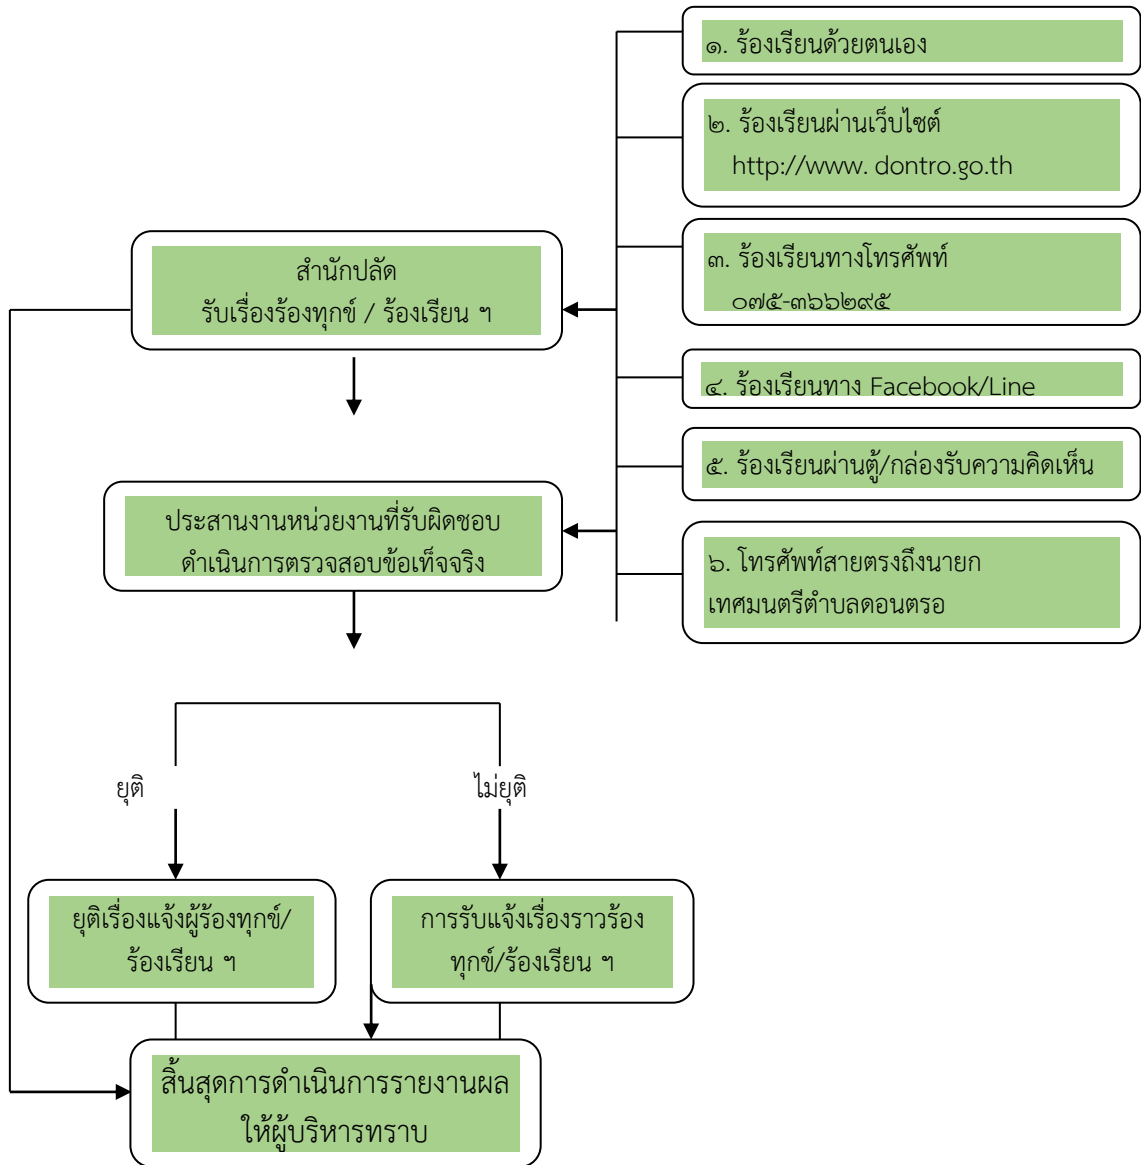 ๑. ร้องเรียนด้วยตนเอง
๒. ร้องเรียนผ่านเว็บไซต์
http://www. dontro.go.th
สำนักปลัด
รับเรื่องร้องทุกข์ / ร้องเรียน ฯ
๓. ร้องเรียนทางโทรศัพท์
๐๗๕-๓๖๖๒๙๕
๔. ร้องเรียนทาง Facebook/Line
๕. ร้องเรียนผ่านตู้/กล่องรับความคิดเห็น
ประสานงานหน่วยงานที่รับผิดชอบ
ดำเนินการตรวจสอบข้อเท็จจริง
๖. โทรศัพท์สายตรงถึงนายก
เทศมนตรีตำบลดอนตรอ
ยุติ
ไม่ยุติ
ยุติเรื่องแจ้งผู้ร้องทุกข์/
ร้องเรียน ฯ
การรับแจ้งเรื่องราวร้อง
ทุกข์/ร้องเรียน ฯ
สิ้นสุดการดำเนินการรายงานผล
ให้ผู้บริหารทราบ